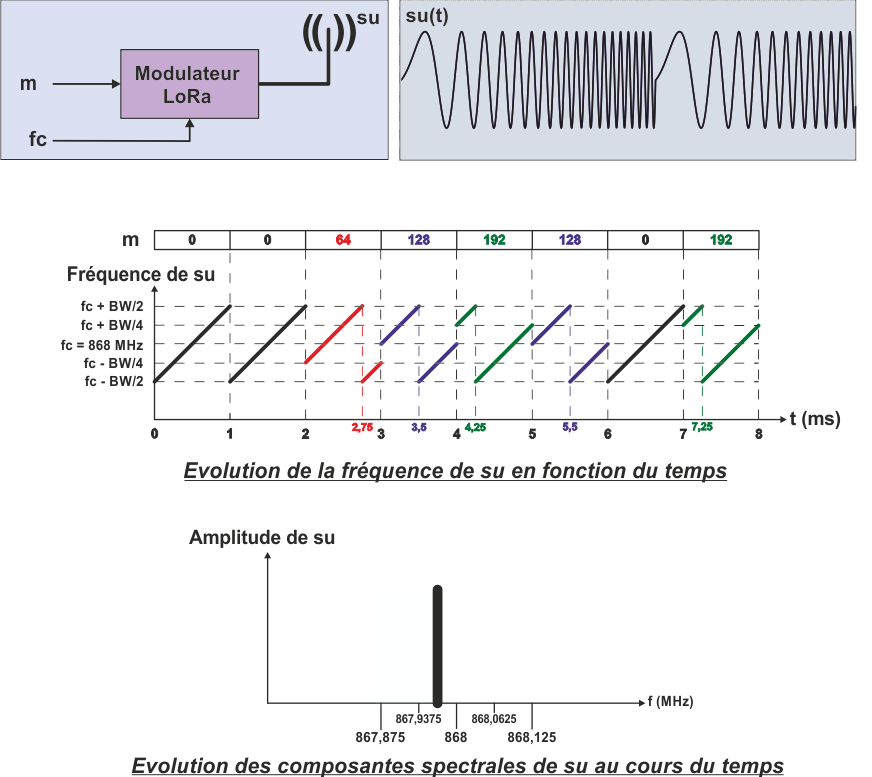 su
m
Modulateur
LoRa
fc
su(t)
m 0 0 64 128 192 128 0 192
Fréquence de su
fc + BW/2
fc + BW/4
fc = 868 MHz
fc - BW/4
fc - BW/2
t (ms)
0 1 2 2,75 3 3,5 4 4,25 5 5,5 6 7 7,25 8
Evolution de la fréquence de su en fonction du temps
Amplitude de su
f (MHz)
867,9375 868,0625
867,875 868 868,125
Evolution des composantes spectrales de su au cours du temps